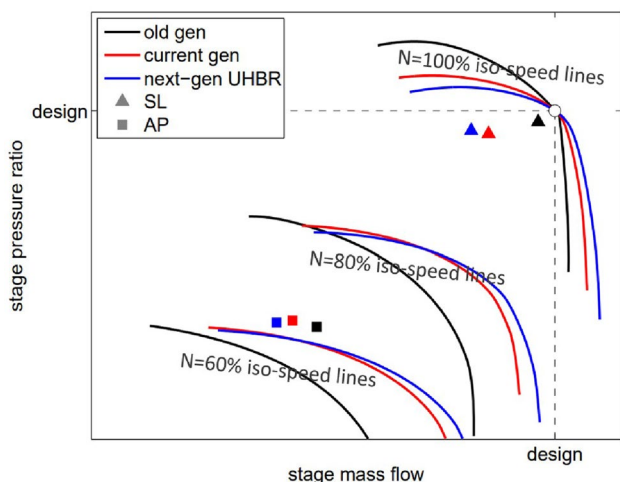 old gen
current gen
next-gen UHBR
SL
AP
N=100% iso-speed lines
design
stage pressure ratio
N=80% iso-speed lines
N=60% iso-speed lines
design
stage mass flow